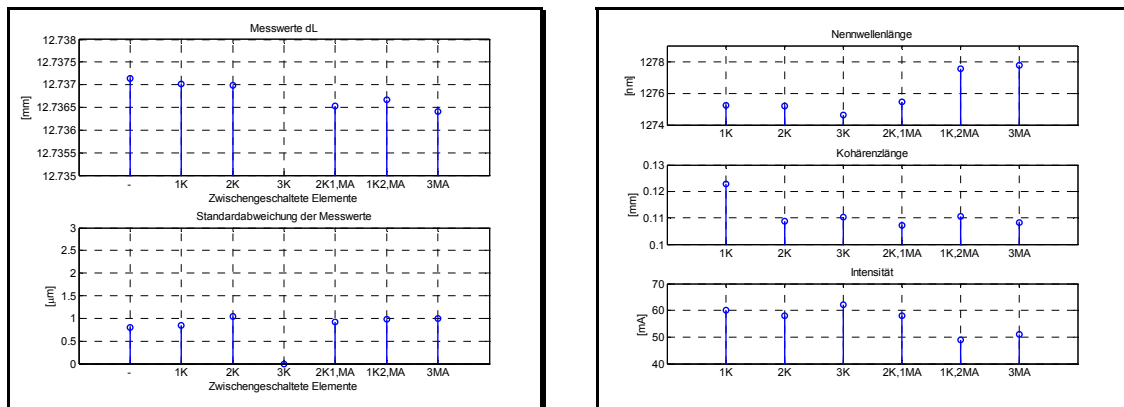 Messwerte dL
12.738
12.7375
12.737
12.7365
12.736
12.7355
12.735
[mm]
- 1K 2K 3K 2K1,MA 1K2,MA 3MA
Zwischengeschaltete Elemente
Standardabweichung der Messwerte
3
2.5
2
1.5
1
0.5
0
[µm]
- 1K 2K 3K 2K1,MA 1K2,MA 3MA
Zwischengeschaltete Elemente
Nennwellenlänge
1278
1276
1274
[nm]
1K 2K 3K 2K,1MA 1K,2MA 3MA
Kohärenzlänge
0.13
0.12
0.11
0.1
[mm]
1K 2K 3K 2K,1MA 1K,2MA 3MA
Intensität
70
60
50
40
[mA]
1K 2K 3K 2K,1MA 1K,2MA 3MA